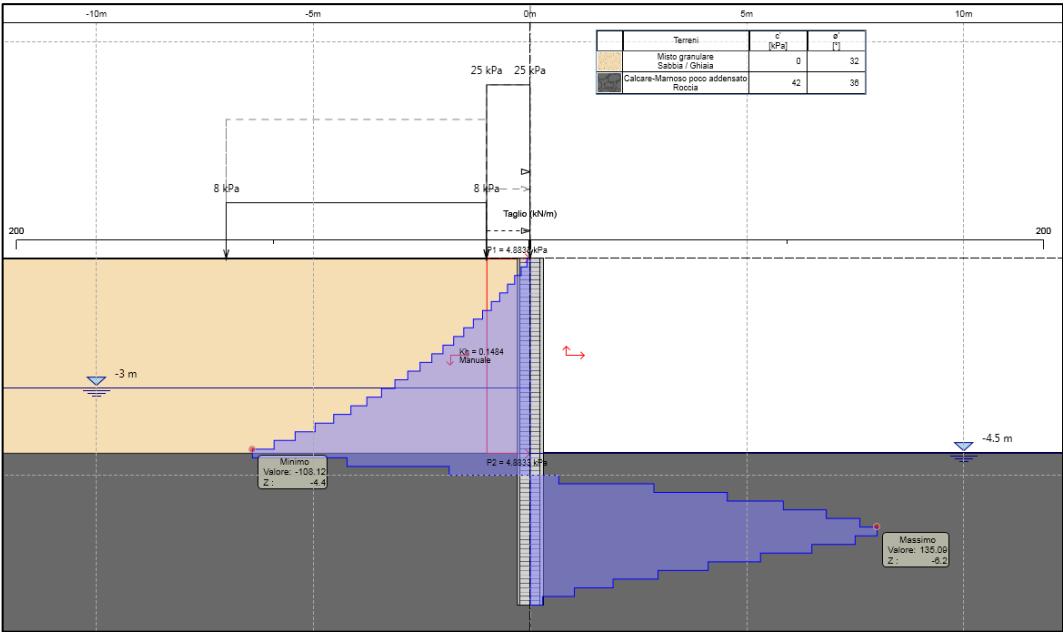 -10m -5m 0m 5m 10m
Terreni c' [kPa] ø' [°]
Misto granulare
Sabbia / Ghiaia 0 32
Calcare-Marnoso poco addensato
Roccia 42 36
25 kPa 25 kPa
8 kPa 8 kPa
Taglio (kN/m)
200 200
P1 = 4.8833 kPa
Kh = 0.1484
Manuale
-3 m
-4.5 m
P2 = 4.8833 kPa
Minimo
Valore: -108.12
Z : -4.4
Massimo
Valore: 135.09
Z : -6.2